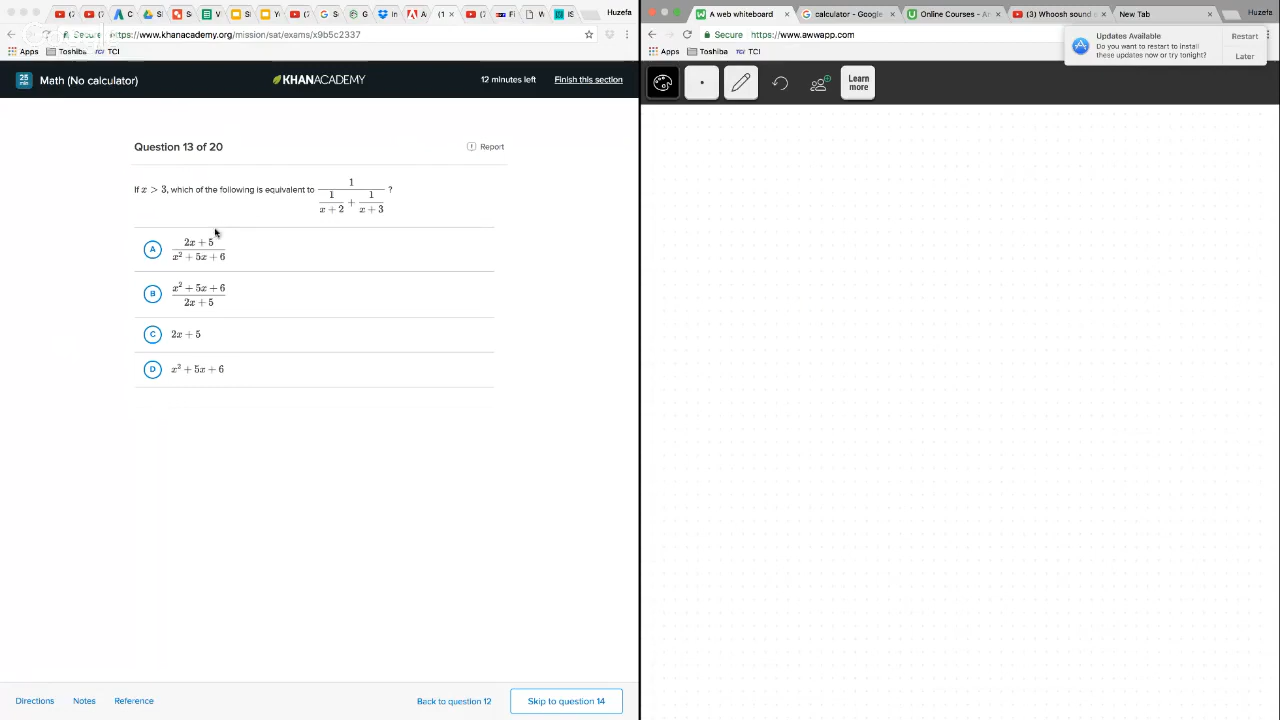 Huzefa
Secure https://www.khanacademy.org/mission/sat/exams/x9b5c2337
Apps Toshiba TCI
25 min Math (No calculator)
KHANACADEMY
12 minutes left
Finish this section
Question 13 of 20
Report
If x > 3, which of the following is equivalent to 1 / (1/(x + 2) + 1/(x + 3)) ?
A (2x + 5)/(x² + 5x + 6)
B (x² + 5x + 6)/(2x + 5)
C 2x + 5
D x² + 5x + 6
Directions Notes Reference
Back to question 12
Skip to question 14
A web whiteboard
calculator - Google
Online Courses - An
(3) Whoosh sound e
New Tab
Huzefa
Secure https://www.awwapp.com
Apps Toshiba TCI
Updates Available
Do you want to restart to install
these updates now or try tonight?
Restart
Later
Learn
more